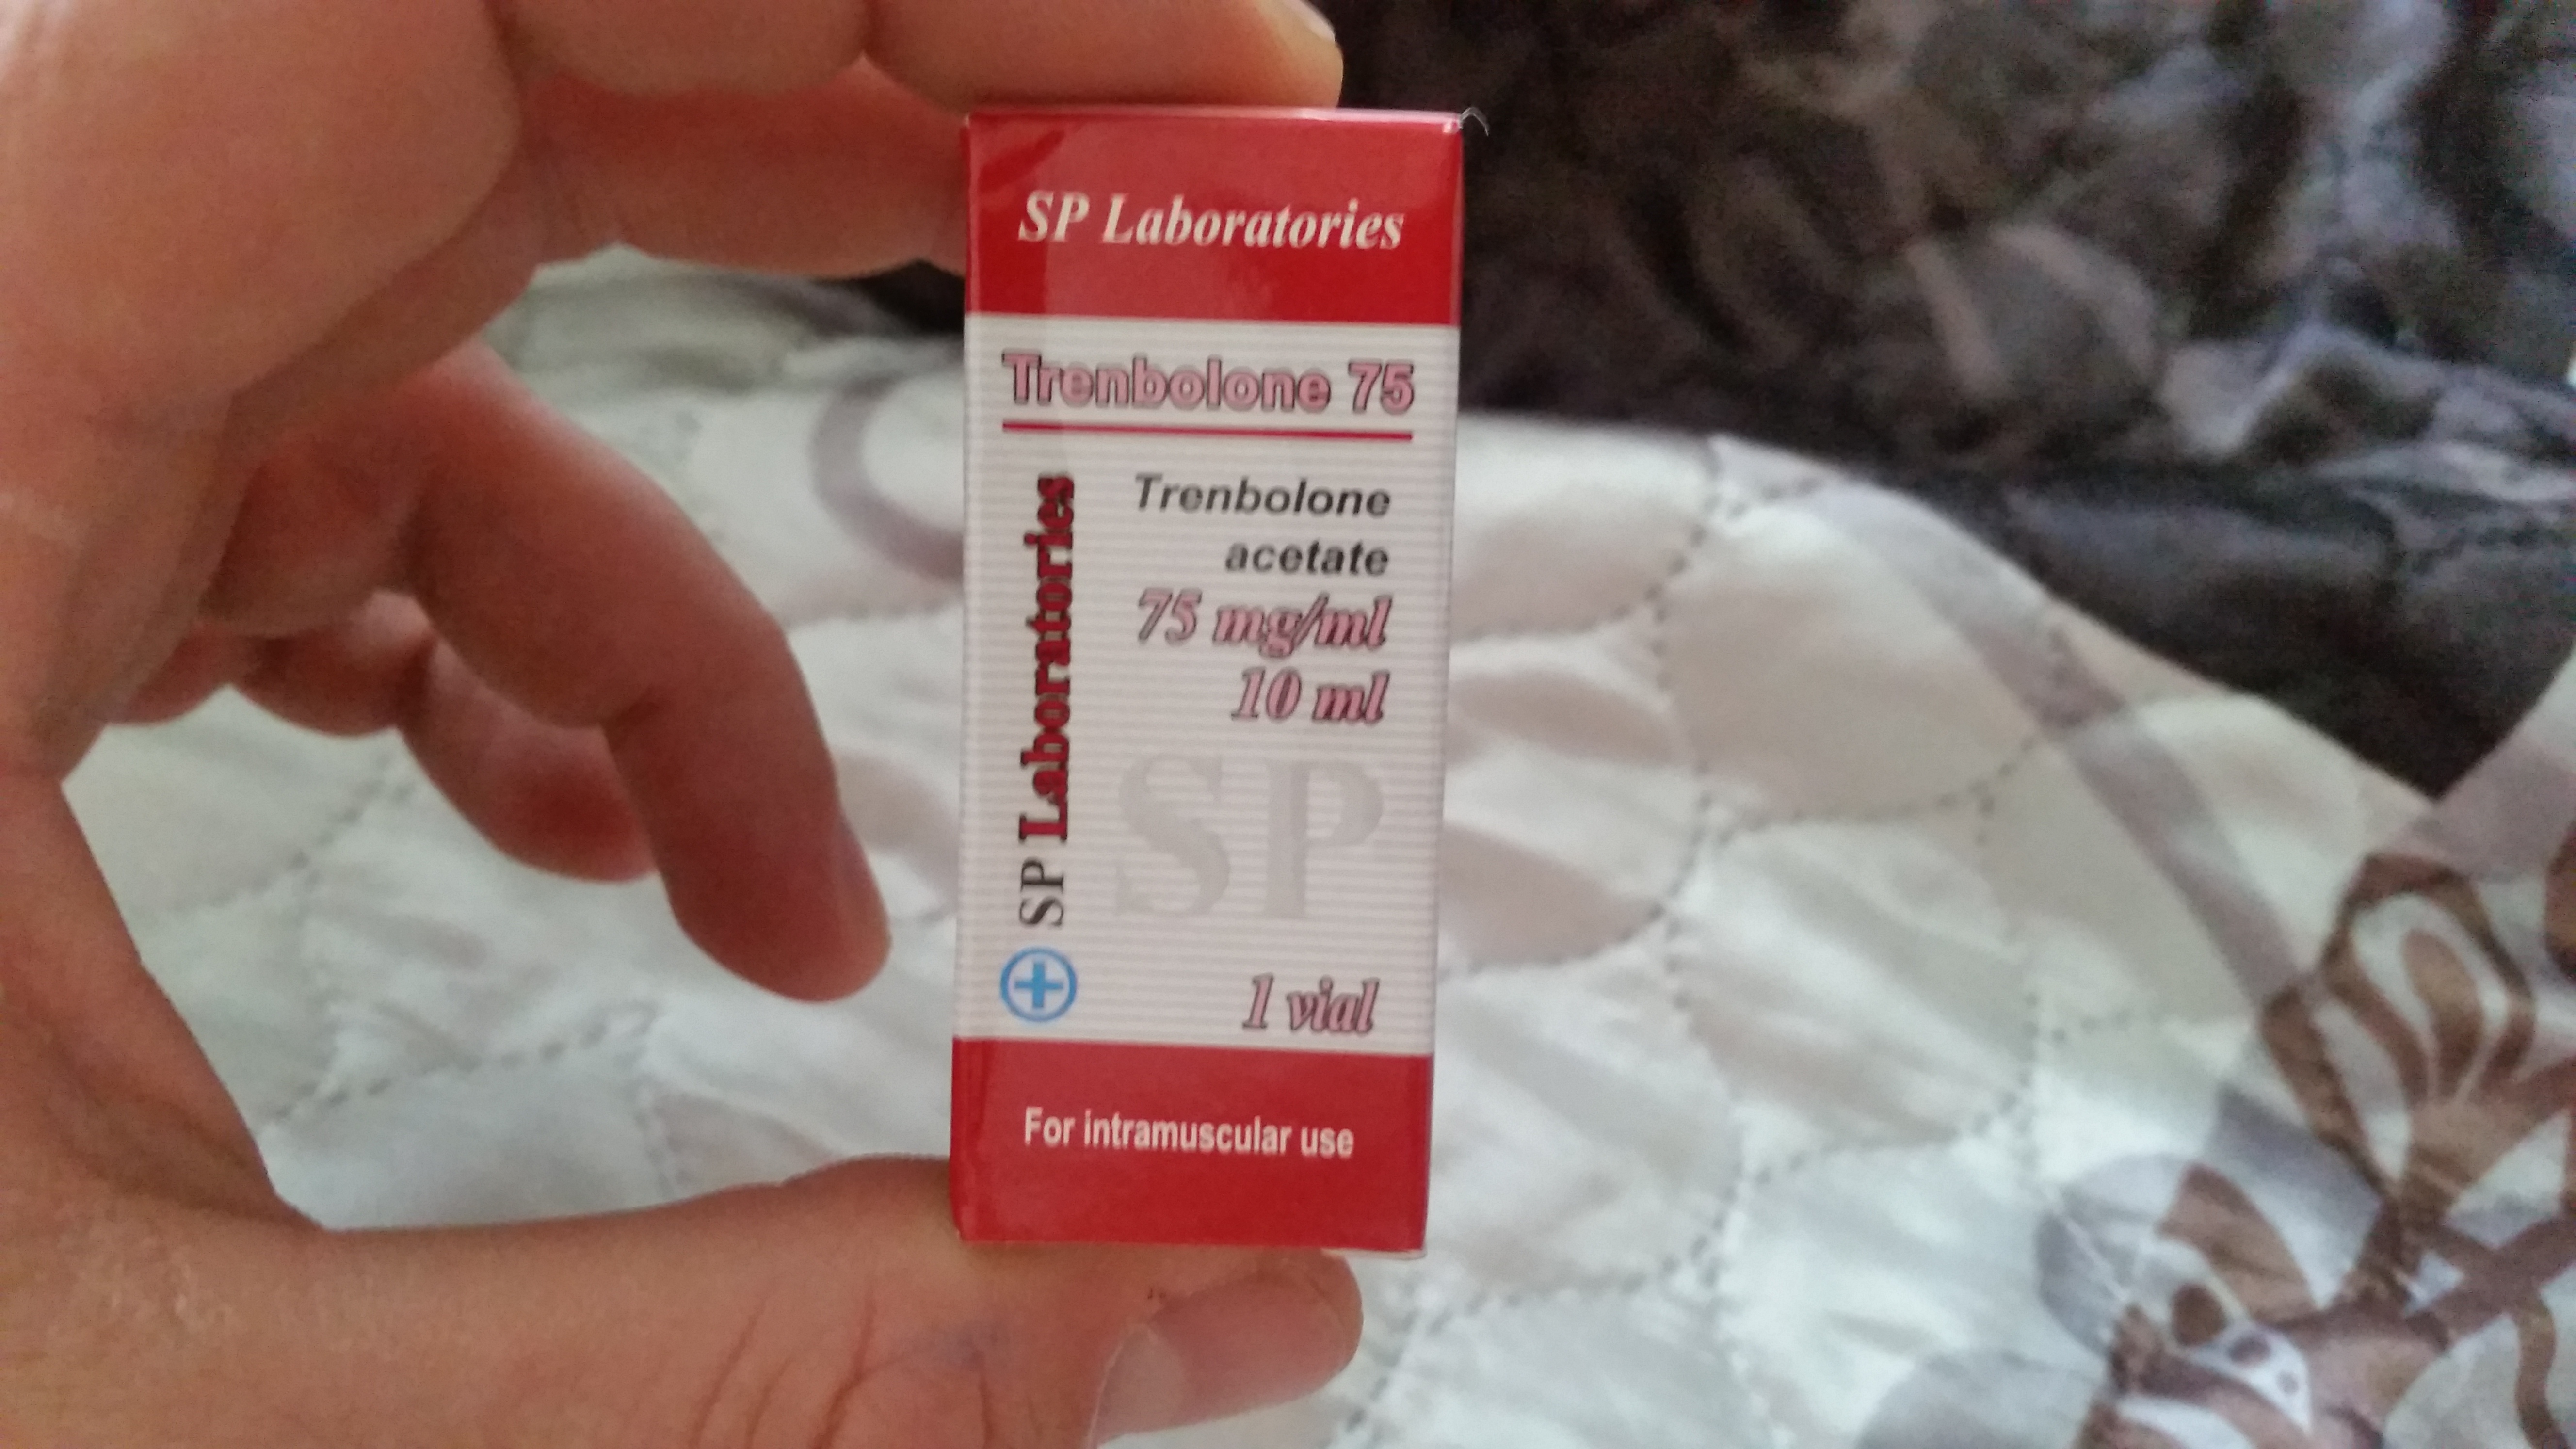 SP Laboratories
Trenbolone 75
SP Laboratories
Trenbolone
acetate
75 mg/ml
10 ml
SP
1 vial
For intramuscular use